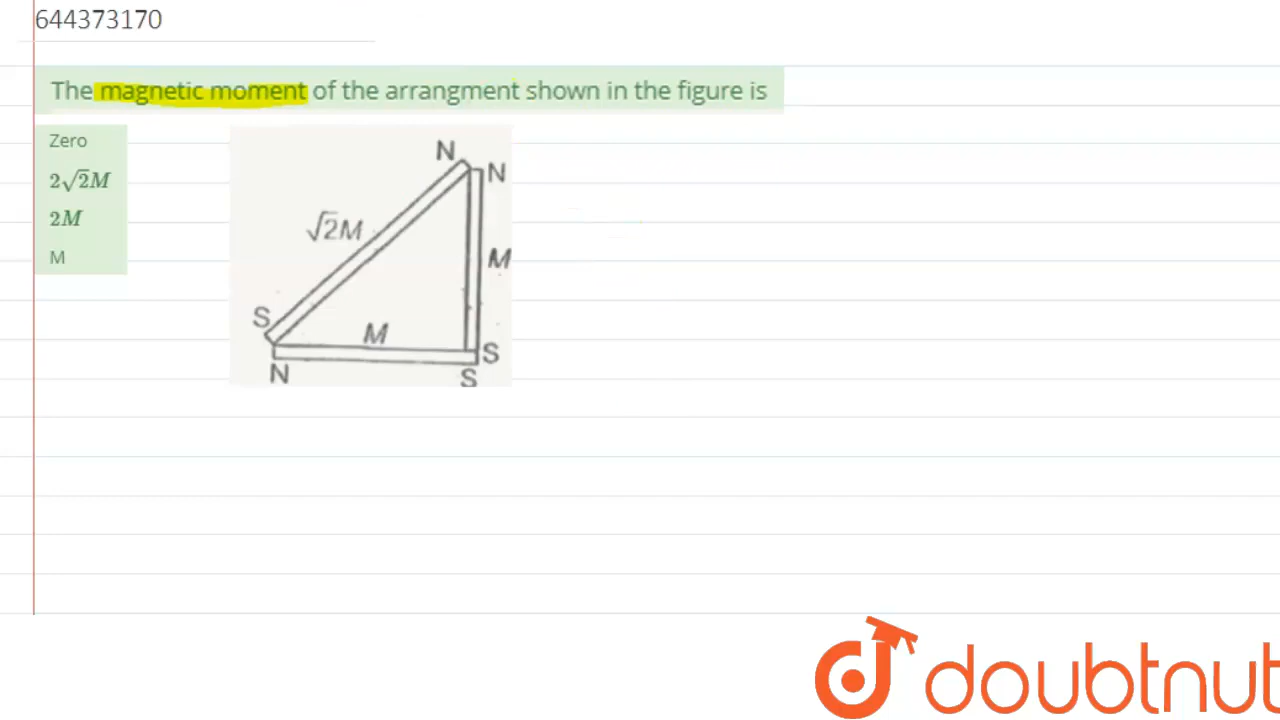 644373170
The magnetic moment of the arrangment shown in the figure is
Zero
2√2M
2M
M
N
N
√2M
M
S
M
S
N
S
doubtnut